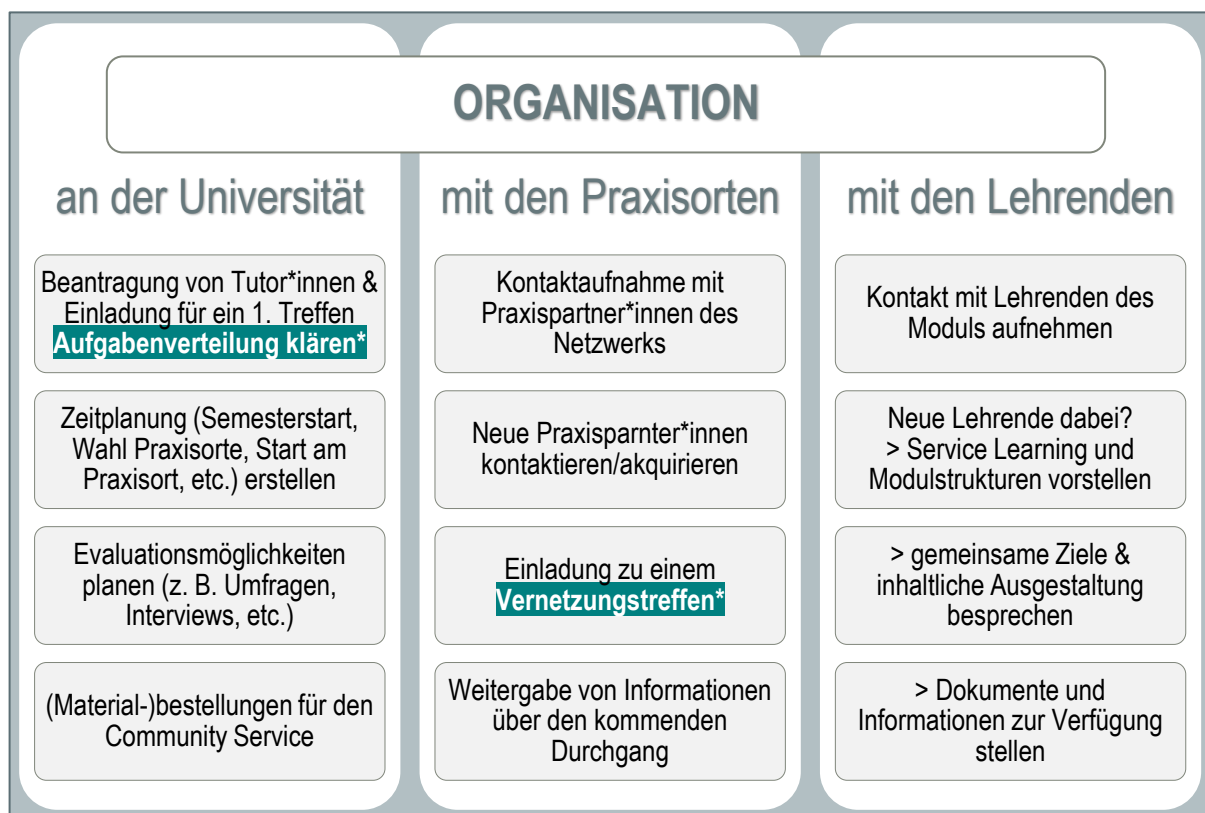 ORGANISATION
an der Universität
Beantragung von Tutor*innen &
Einladung für ein 1. Treffen
Aufgabenverteilung klären*
Zeitplanung (Semesterstart,
Wahl Praxisorte, Start am
Praxisort, etc.) erstellen
Evaluationsmöglichkeiten
planen (z. B. Umfragen,
Interviews, etc.)
(Material-)bestellungen für den
Community Service
mit den Praxisorten
Kontaktaufnahme mit
Praxispartner*innen des
Netzwerks
Neue Praxisparnter*innen
kontaktieren/akquirieren
Einladung zu einem
Vernetzungstreffen*
Weitergabe von Informationen
über den kommenden
Durchgang
mit den Lehrenden
Kontakt mit Lehrenden des
Moduls aufnehmen
Neue Lehrende dabei?
> Service Learning und
Modulstrukturen vorstellen
> gemeinsame Ziele &
inhaltliche Ausgestaltung
besprechen
> Dokumente und
Informationen zur Verfügung
stellen